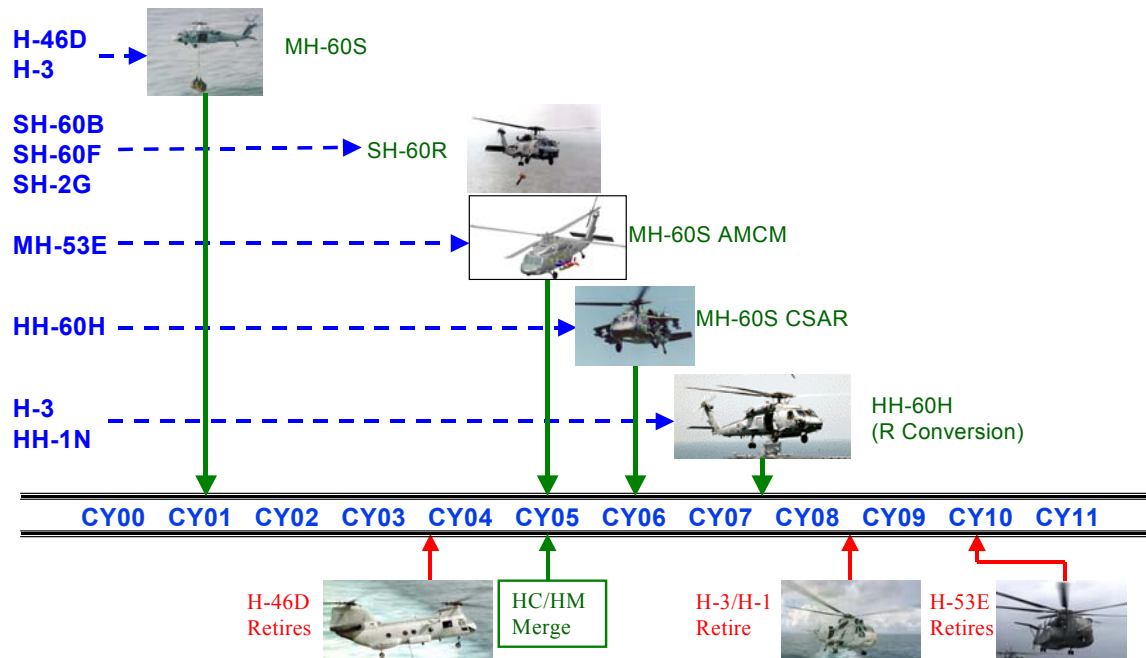 H-46D
H-3
MH-60S
SH-60B
SH-60F
SH-2G
SH-60R
MH-53E
MH-60S AMCM
HH-60H
MH-60S CSAR
H-3
HH-1N
HH-60H
(R Conversion)
CY00 CY01 CY02 CY03 CY04 CY05 CY06 CY07 CY08 CY09 CY10 CY11
H-46D
Retires
HC/HM
Merge
H-3/H-1
Retire
H-53E
Retires